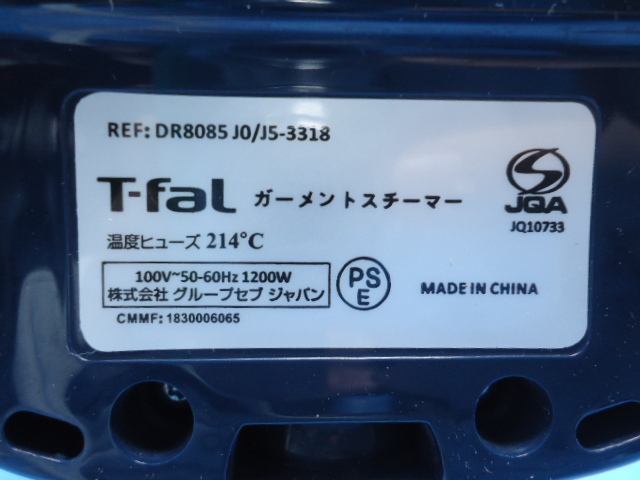 REF: DR8085 J0/J5-3318
T-faL ガーメントスチーマー
JQA
JQ10733
温度ヒューズ 214°C
100V~50-60Hz 1200W
株式会社 グループセブ ジャパン
PS
E
MADE IN CHINA
CMMF: 1830006065